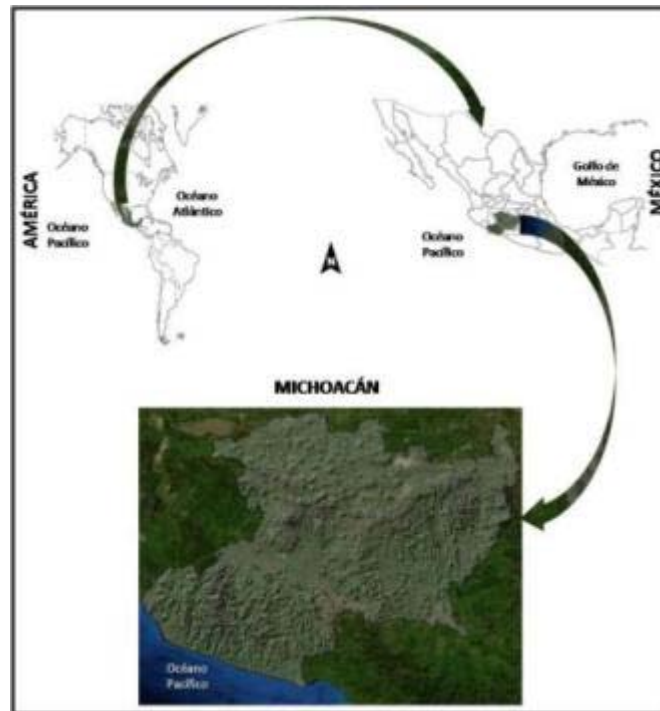 AMÉRICA
Océano
Atlántico
Océano
Pacífico
Golfo de
México
MÉXICO
Océano
Pacífico
N
MICHOACÁN
Océano
Pacífico